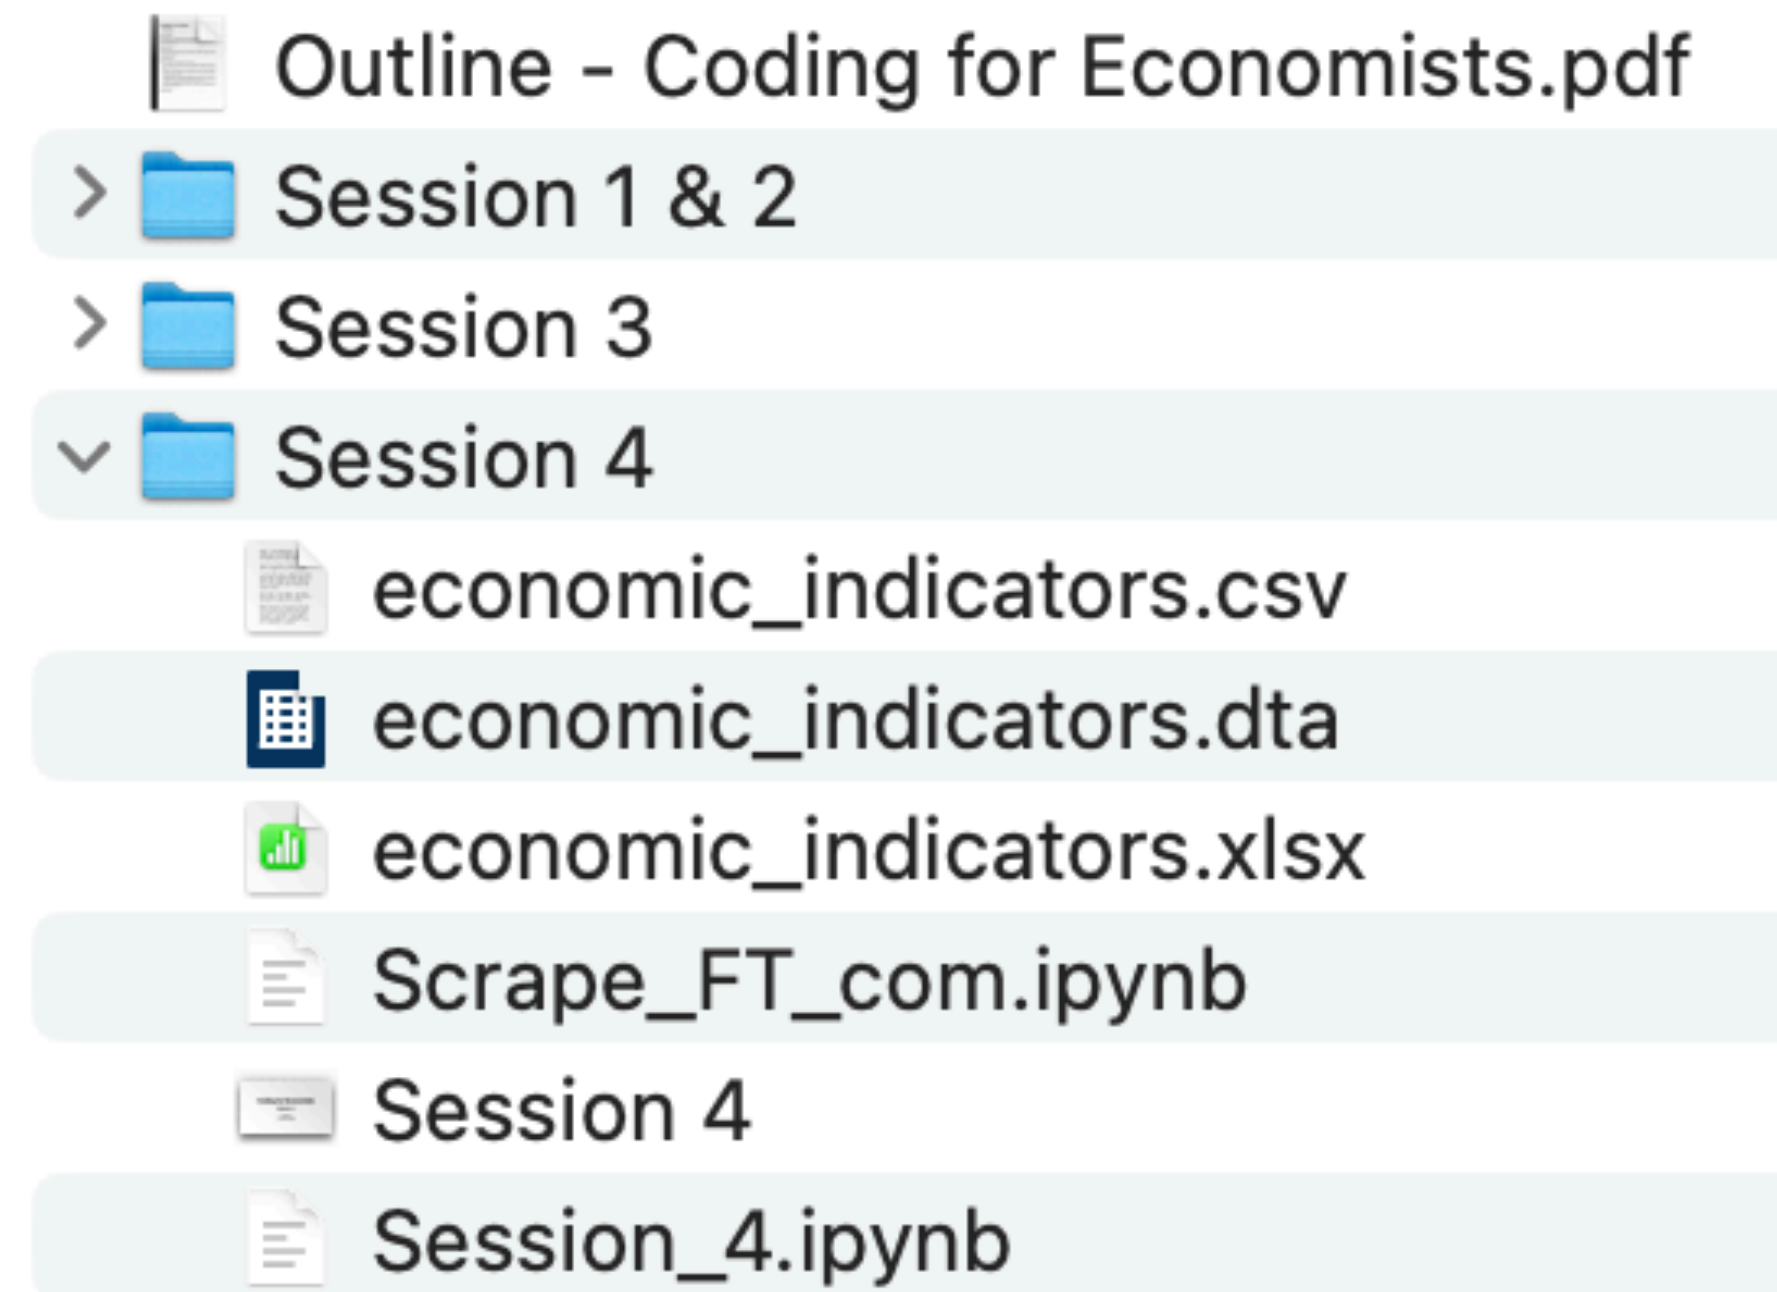 Outline - Coding for Economists.pdf
Session 1 & 2
Session 3
Session 4
economic_indicators.csv
economic_indicators.dta
economic_indicators.xlsx
Scrape_FT_com.ipynb
Session 4
Session_4.ipynb